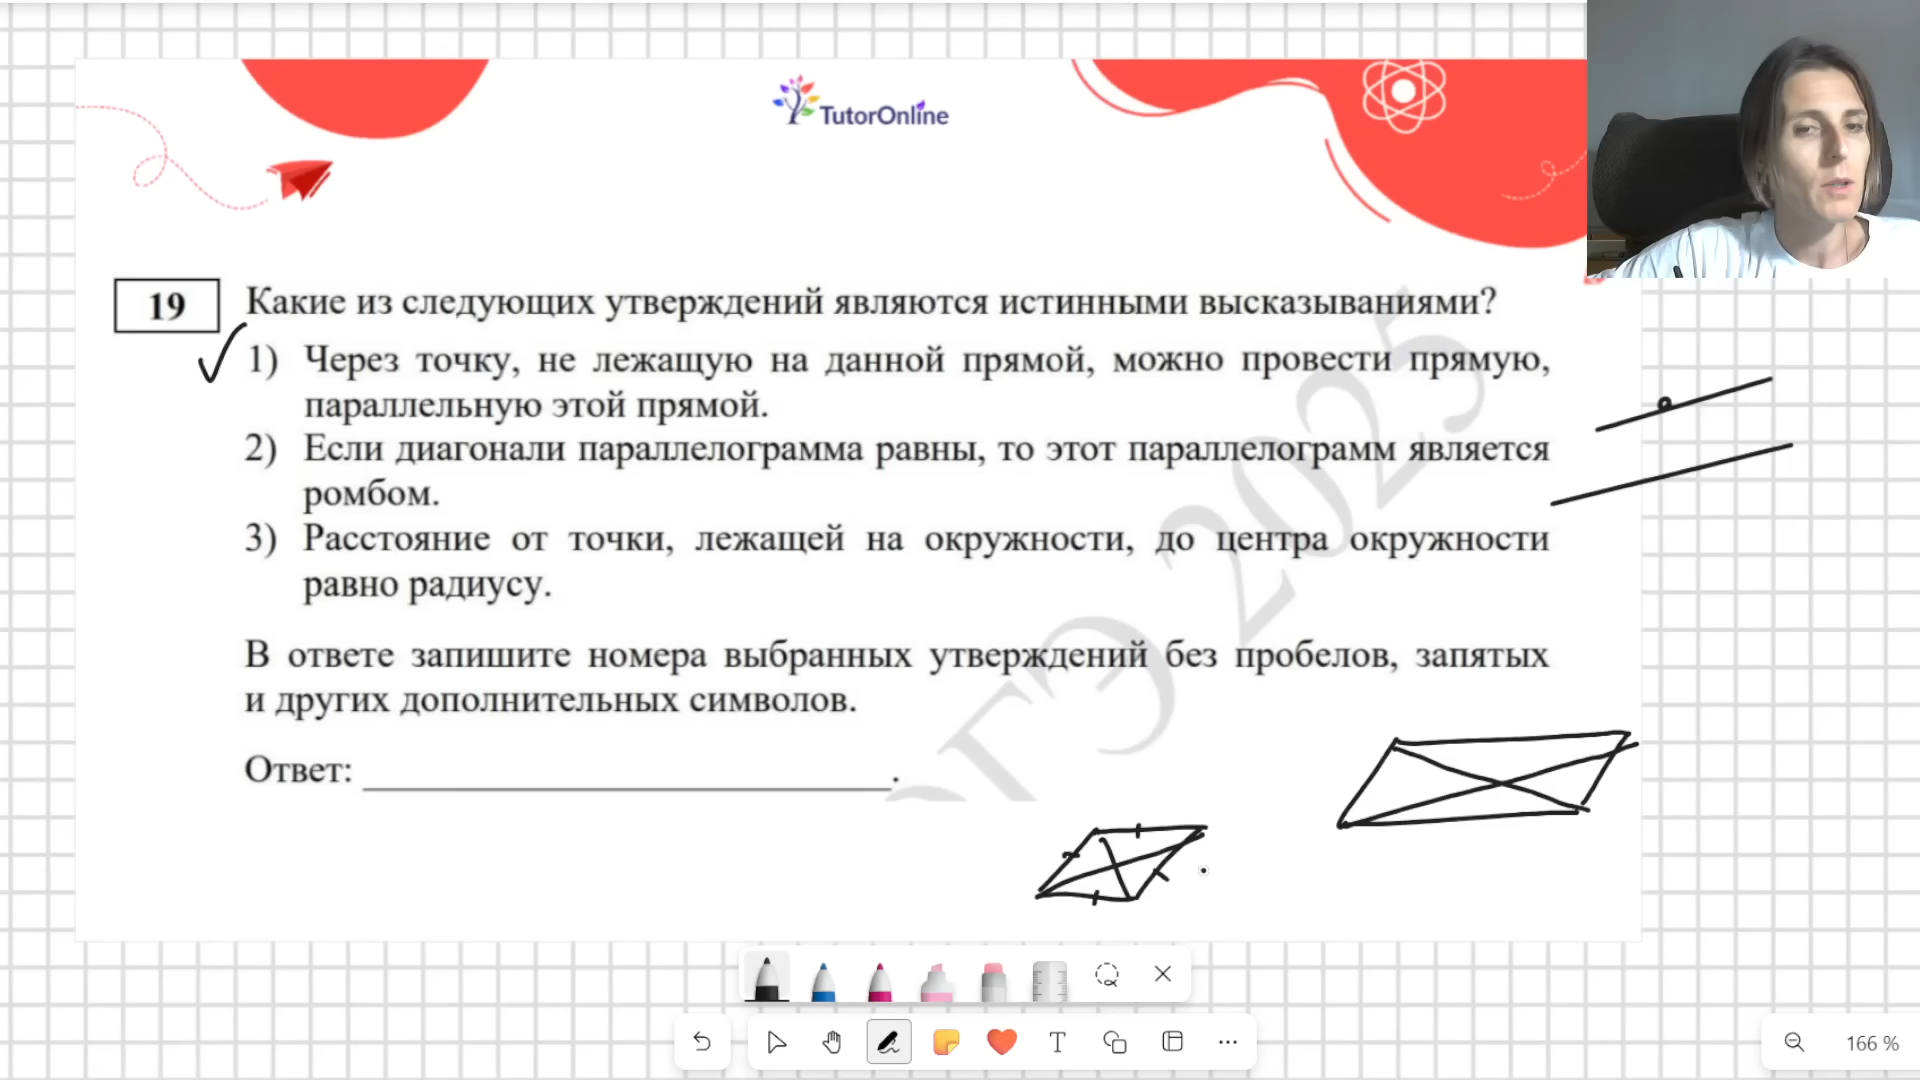 TutorOnline
19
Какие из следующих утверждений являются истинными высказываниями?
1) Через точку, не лежащую на данной прямой, можно провести прямую,
параллельную этой прямой.
2) Если диагонали параллелограмма равны, то этот параллелограмм является
ромбом.
3) Расстояние от точки, лежащей на окружности, до центра окружности
равно радиусу.
В ответе запишите номера выбранных утверждений без пробелов, запятых
и других дополнительных символов.
Ответ: .
ОГЭ 2025
166 %